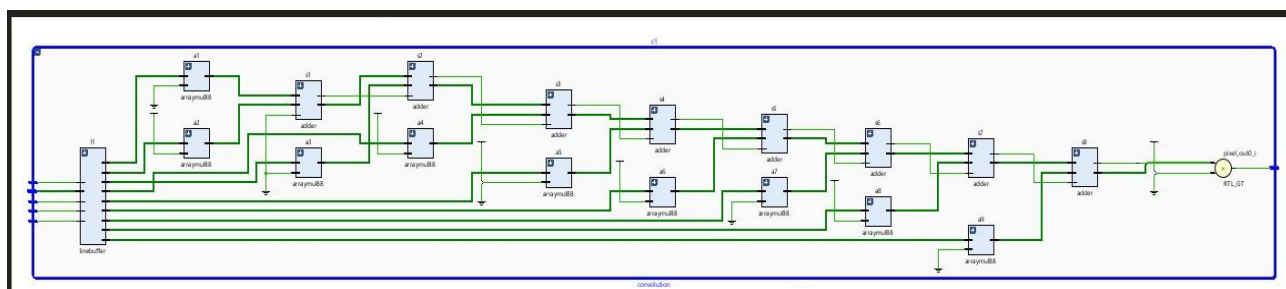 c1
a1
arraymul88
a2
arraymul88
s1
adder
a3
arraymul88
s2
adder
a4
arraymul88
s3
adder
a5
arraymul88
s4
adder
a6
arraymul88
s5
adder
a7
arraymul88
s6
adder
a8
arraymul88
s7
adder
a9
arraymul88
s8
adder
pixel_out0_i
RTL_GT
l1
linebuffer
convolution